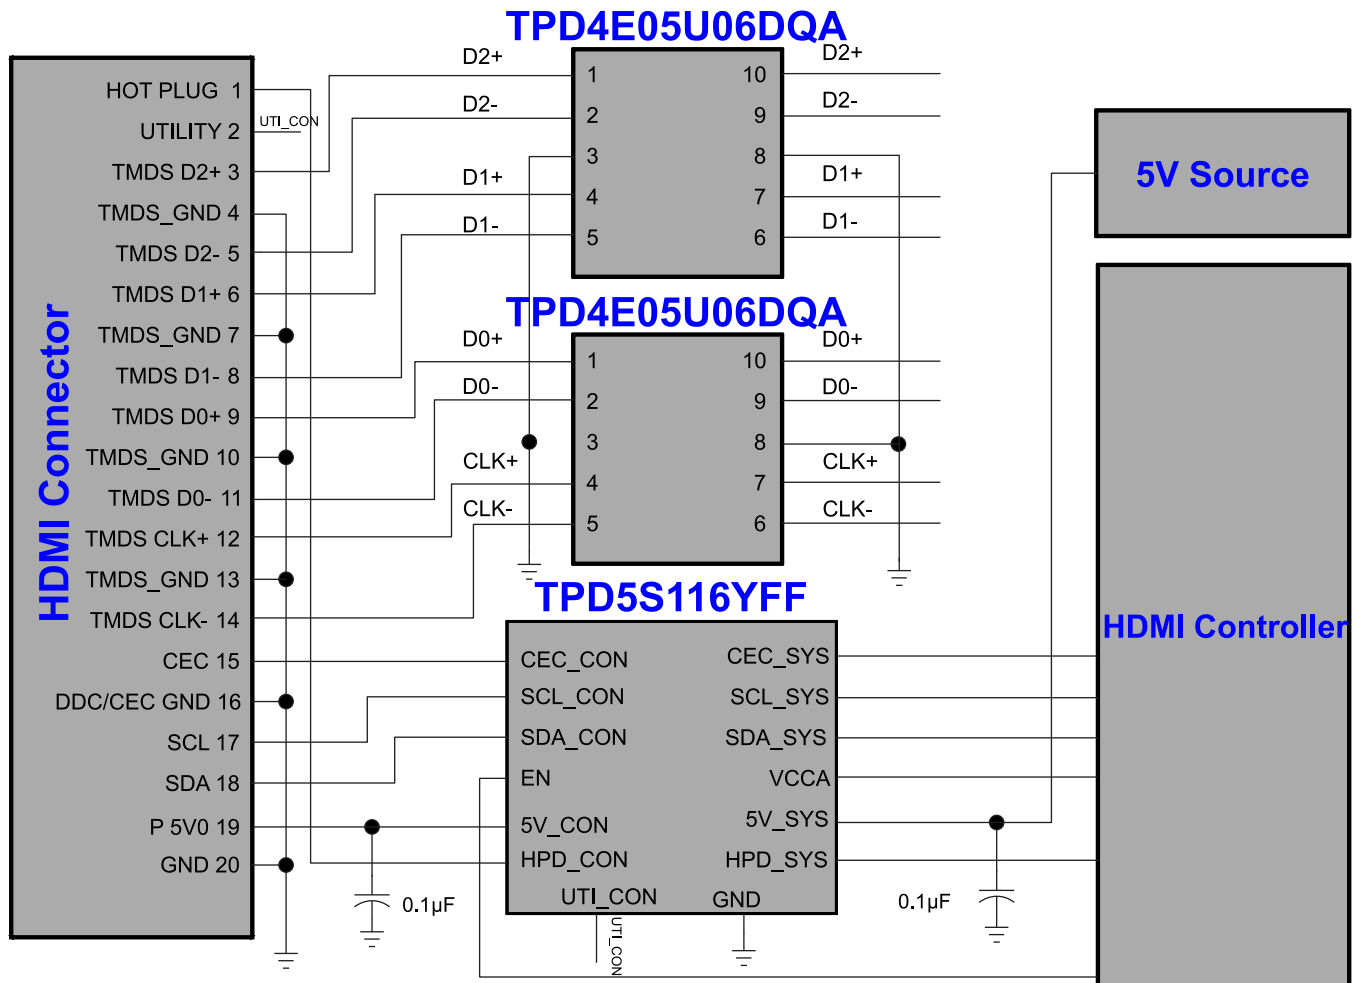 TPD4E05U06DQA
D2+
D2-
D1+
D1-
1
2
3
4
5
10
9
8
7
6
D2+
D2-
D1+
D1-
HDMI Connector
HOT PLUG 1
UTILITY 2
UTI_CON
TMDS D2+ 3
TMDS_GND 4
TMDS D2- 5
TMDS D1+ 6
TMDS_GND 7
TMDS D1- 8
TMDS D0+ 9
TMDS_GND 10
TMDS D0- 11
TMDS CLK+ 12
TMDS_GND 13
TMDS CLK- 14
CEC 15
DDC/CEC GND 16
SCL 17
SDA 18
P 5V0 19
GND 20
TPD4E05U06DQA
D0+
D0-
CLK+
CLK-
1
2
3
4
5
10
9
8
7
6
D0+
D0-
CLK+
CLK-
TPD5S116YFF
CEC_CON
SCL_CON
SDA_CON
EN
5V_CON
HPD_CON
UTI_CON
GND
CEC_SYS
SCL_SYS
SDA_SYS
VCCA
5V_SYS
HPD_SYS
UTI_CON
0.1µF
0.1µF
5V Source
HDMI Controller